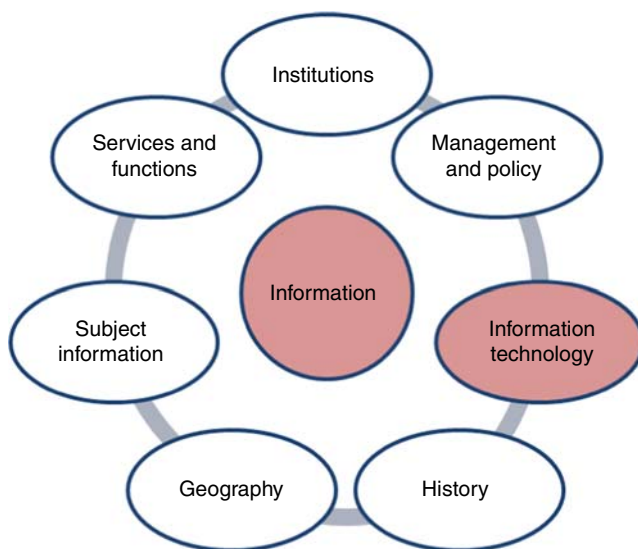 Institutions
Services and
functions
Management
and policy
Information
Subject
information
Information
technology
Geography
History